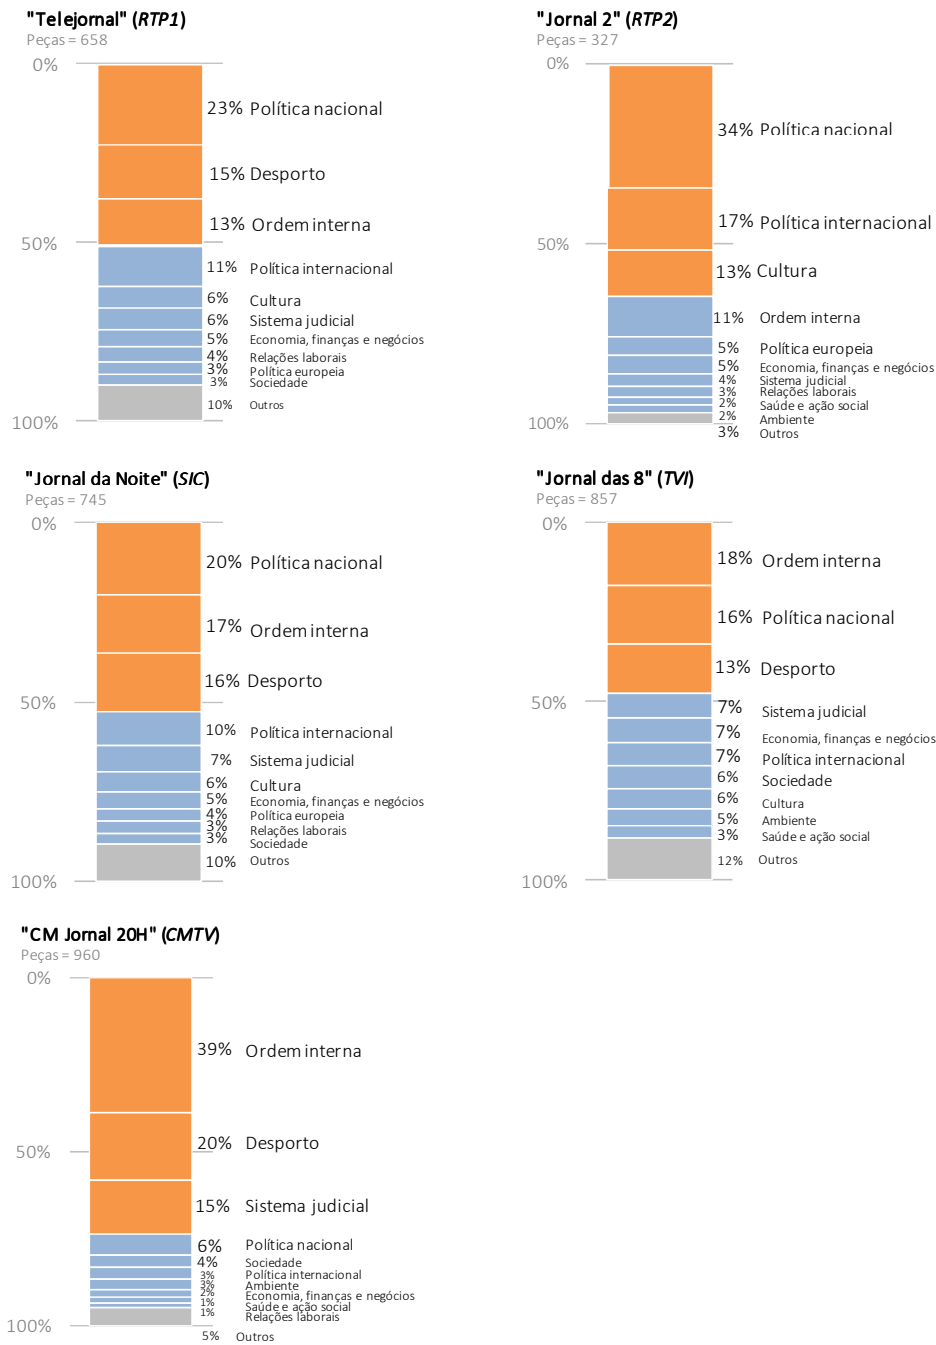 "Telejornal" (RTP1)
Peças = 658
0%
23% Política nacional
15% Desporto
13% Ordem interna
50%
11% Política internacional
6% Cultura
6% Sistema judicial
5% Economia, finanças e negócios
4% Relações laborais
3% Política europeia
3% Sociedade
10% Outros
100%
"Jornal 2" (RTP2)
Peças = 327
0%
34% Política nacional
17% Política internacional
50%
13% Cultura
11% Ordem interna
5% Política europeia
5% Economia, finanças e negócios
4% Sistema judicial
3% Relações laborais
2% Saúde e ação social
2% Ambiente
100%
3% Outros
"Jornal da Noite" (SIC)
Peças = 745
0%
20% Política nacional
17% Ordem interna
16% Desporto
50%
10% Política internacional
7% Sistema judicial
6% Cultura
5% Economia, finanças e negócios
4% Política europeia
3% Relações laborais
3% Sociedade
10% Outros
100%
"Jornal das 8" (TVI)
Peças = 857
0%
18% Ordem interna
16% Política nacional
13% Desporto
50%
7% Sistema judicial
7% Economia, finanças e negócios
7% Política internacional
6% Sociedade
6% Cultura
5% Ambiente
3% Saúde e ação social
12% Outros
100%
"CM Jornal 20H" (CMTV)
Peças = 960
0%
39% Ordem interna
20% Desporto
50%
15% Sistema judicial
6% Política nacional
4% Sociedade
3% Política internacional
3% Ambiente
2% Economia, finanças e negócios
1% Saúde e ação social
1% Relações laborais
100%
5% Outros